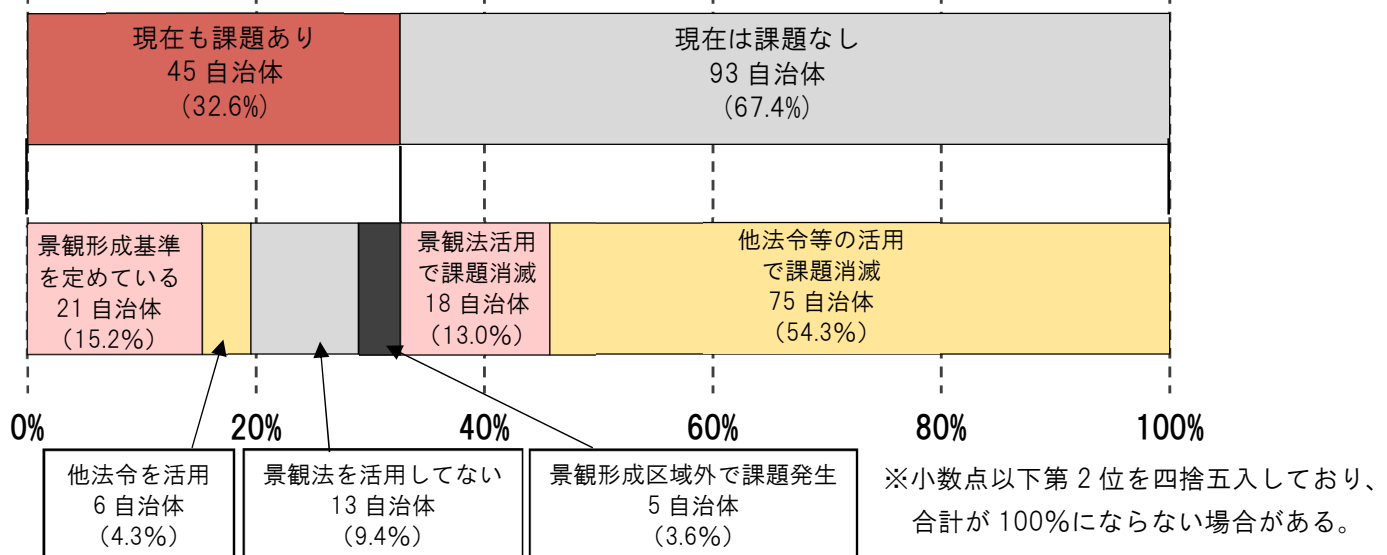 現在も課題あり
45 自治体
(32.6%)
現在は課題なし
93 自治体
(67.4%)
景観形成基準
を定めている
21 自治体
(15.2%)
景観法活用
で課題消滅
18 自治体
(13.0%)
他法令等の活用
で課題消滅
75 自治体
(54.3%)
0%
20%
40%
60%
80%
100%
他法令を活用
6 自治体
(4.3%)
景観法を活用してない
13 自治体
(9.4%)
景観形成区域外で課題発生
5 自治体
(3.6%)
※小数点以下第 2 位を四捨五入しており、
合計が 100%にならない場合がある。